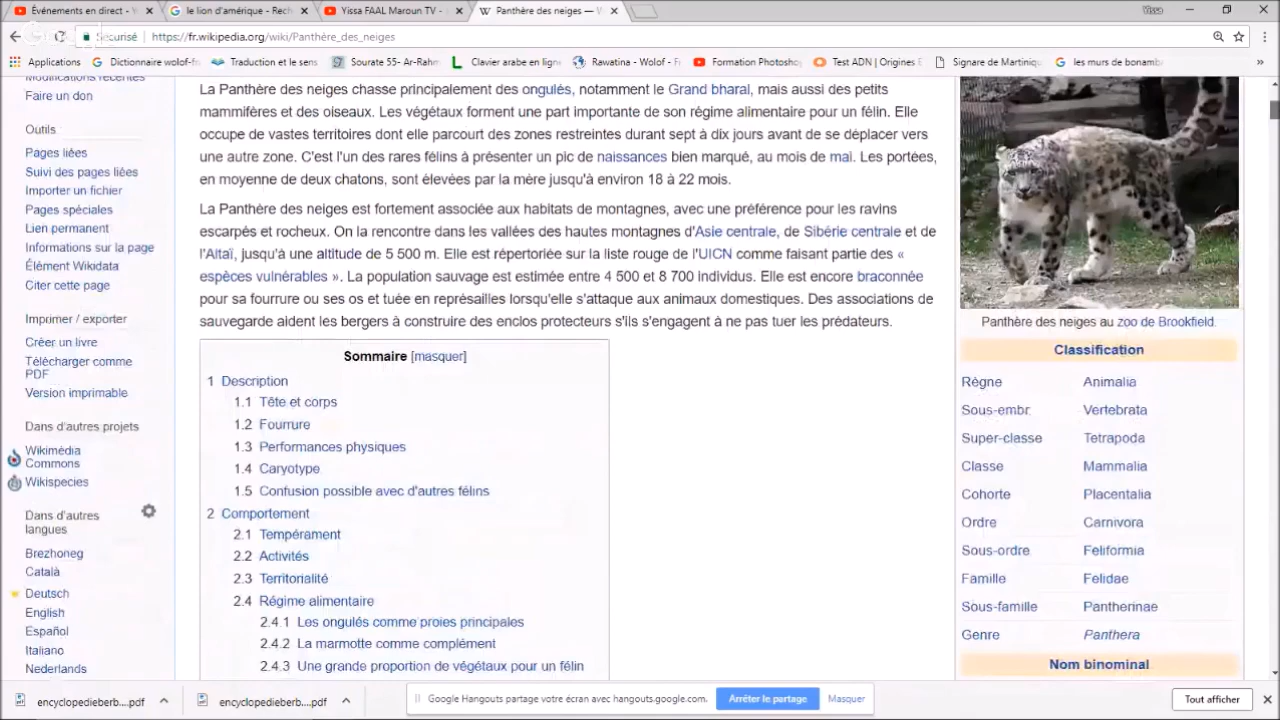 Événements en direct -
le lion d'amérique - Rech
Yissa FAAL Maroun TV -
Panthère des neiges —
Yissa
Sécurisé
https://fr.wikipedia.org/wiki/Panthère_des_neiges
Applications
Dictionnaire wolof-fr
Traduction et le sens
Sourate 55- Ar-Rahm
Clavier arabe en ligne
Rawatina - Wolof - Fr
Formation Photoshop
Test ADN | Origines E
Signare de Martiniqu
les murs de bonamb
»
Modifications récentes
Faire un don
Outils
Pages liées
Suivi des pages liées
Importer un fichier
Pages spéciales
Lien permanent
Informations sur la page
Élément Wikidata
Citer cette page
Imprimer / exporter
Créer un livre
Télécharger comme
PDF
Version imprimable
Dans d'autres projets
Wikimédia
Commons
Wikispecies
Dans d'autres
langues
Brezhoneg
Català
Deutsch
English
Español
Italiano
Nederlands
La Panthère des neiges chasse principalement des ongulés, notamment le Grand bharal, mais aussi des petits
mammifères et des oiseaux. Les végétaux forment une part importante de son régime alimentaire pour un félin. Elle
occupe de vastes territoires dont elle parcourt des zones restreintes durant sept à dix jours avant de se déplacer vers
une autre zone. C'est l'un des rares félins à présenter un pic de naissances bien marqué, au mois de mai. Les portées,
en moyenne de deux chatons, sont élevées par la mère jusqu'à environ 18 à 22 mois.
La Panthère des neiges est fortement associée aux habitats de montagnes, avec une préférence pour les ravins
escarpés et rocheux. On la rencontre dans les vallées des hautes montagnes d'Asie centrale, de Sibérie centrale et de
l'Altaï, jusqu'à une altitude de 5 500 m. Elle est répertoriée sur la liste rouge de l'UICN comme faisant partie des «
espèces vulnérables ». La population sauvage est estimée entre 4 500 et 8 700 individus. Elle est encore braconnée
pour sa fourrure ou ses os et tuée en représailles lorsqu'elle s'attaque aux animaux domestiques. Des associations de
sauvegarde aident les bergers à construire des enclos protecteurs s'ils s'engagent à ne pas tuer les prédateurs.
Sommaire [masquer]
1 Description
1.1 Tête et corps
1.2 Fourrure
1.3 Performances physiques
1.4 Caryotype
1.5 Confusion possible avec d'autres félins
2 Comportement
2.1 Tempérament
2.2 Activités
2.3 Territorialité
2.4 Régime alimentaire
2.4.1 Les ongulés comme proies principales
2.4.2 La marmotte comme complément
2.4.3 Une grande proportion de végétaux pour un félin
Panthère des neiges au zoo de Brookfield.
Classification
Règne Animalia
Sous-embr. Vertebrata
Super-classe Tetrapoda
Classe Mammalia
Cohorte Placentalia
Ordre Carnivora
Sous-ordre Feliformia
Famille Felidae
Sous-famille Pantherinae
Genre Panthera
Nom binominal
encyclopedieberb....pdf
encyclopedieberb....pdf
Google Hangouts partage votre écran avec hangouts.google.com.
Arrêter le partage
Masquer
Tout afficher